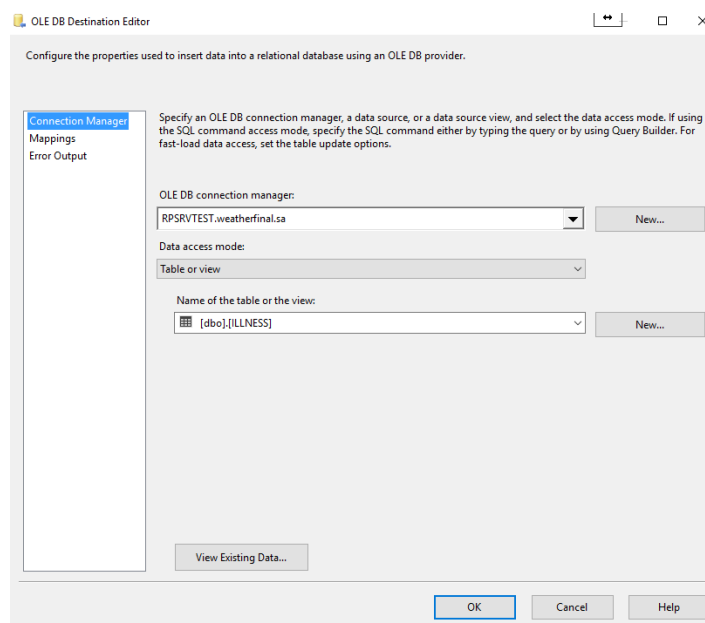 OLE DB Destination Editor
Configure the properties used to insert data into a relational database using an OLE DB provider.
Connection Manager
Mappings
Error Output
Specify an OLE DB connection manager, a data source, or a data source view, and select the data access mode. If using
the SQL command access mode, specify the SQL command either by typing the query or by using Query Builder. For
fast-load data access, set the table update options.
OLE DB connection manager:
RPSRVTEST.weatherfinal.sa
New...
Data access mode:
Table or view
Name of the table or the view:
[dbo].[ILLNESS]
New...
View Existing Data...
OK
Cancel
Help